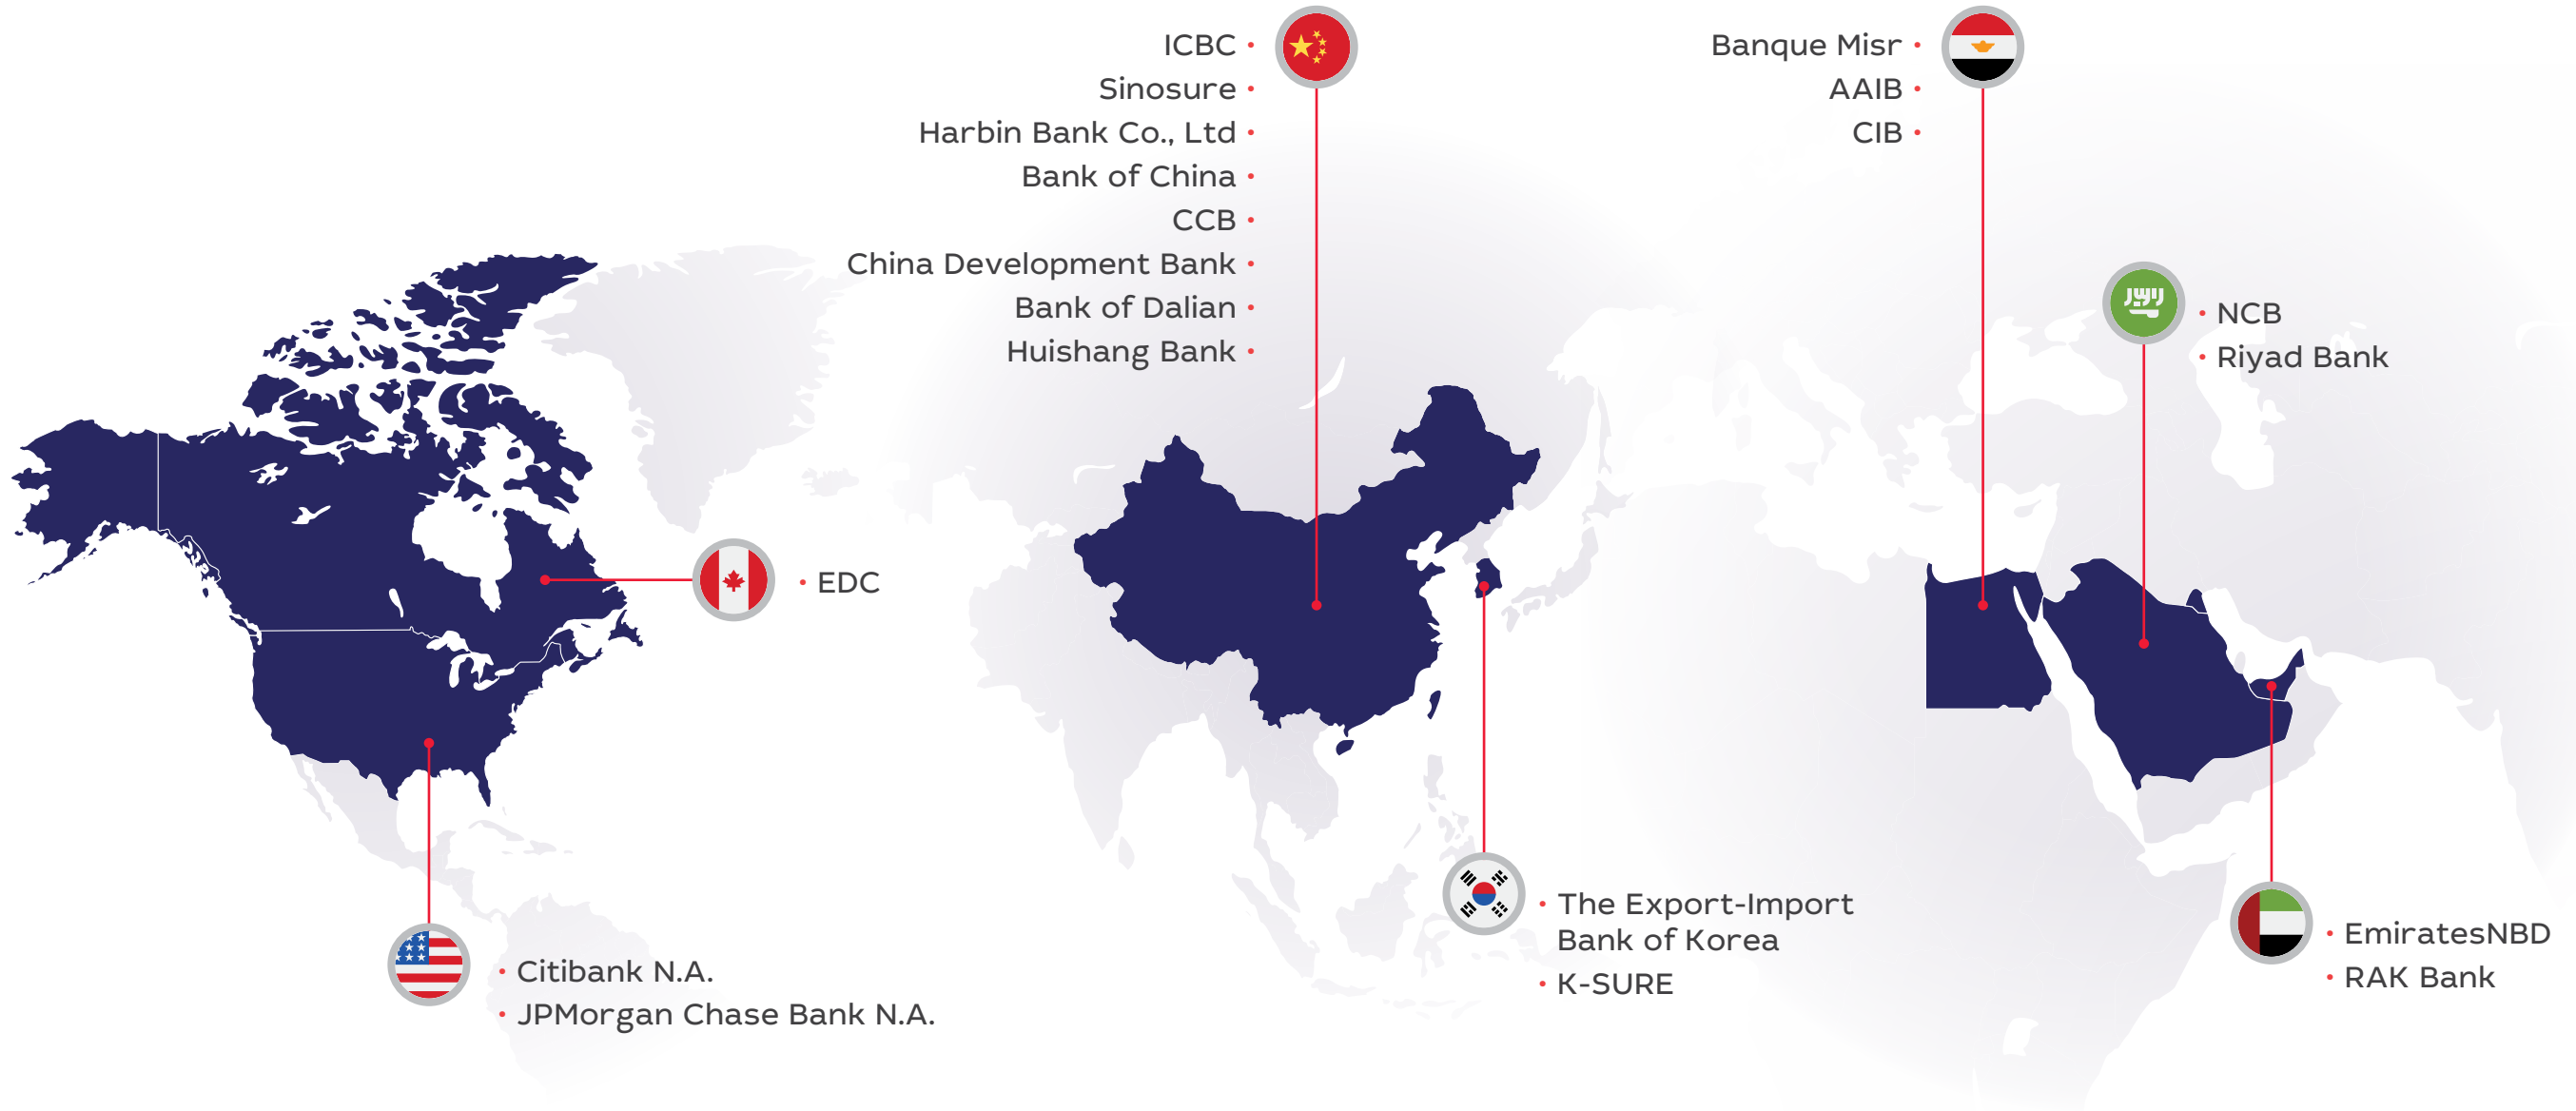 ICBC
Sinosure
Harbin Bank Co., Ltd
Bank of China
CCB
China Development Bank
Bank of Dalian
Huishang Bank
Banque Misr
AAIB
CIB
NCB
Riyad Bank
EDC
Citibank N.A.
JPMorgan Chase Bank N.A.
The Export-Import
Bank of Korea
K-SURE
EmiratesNBD
RAK Bank